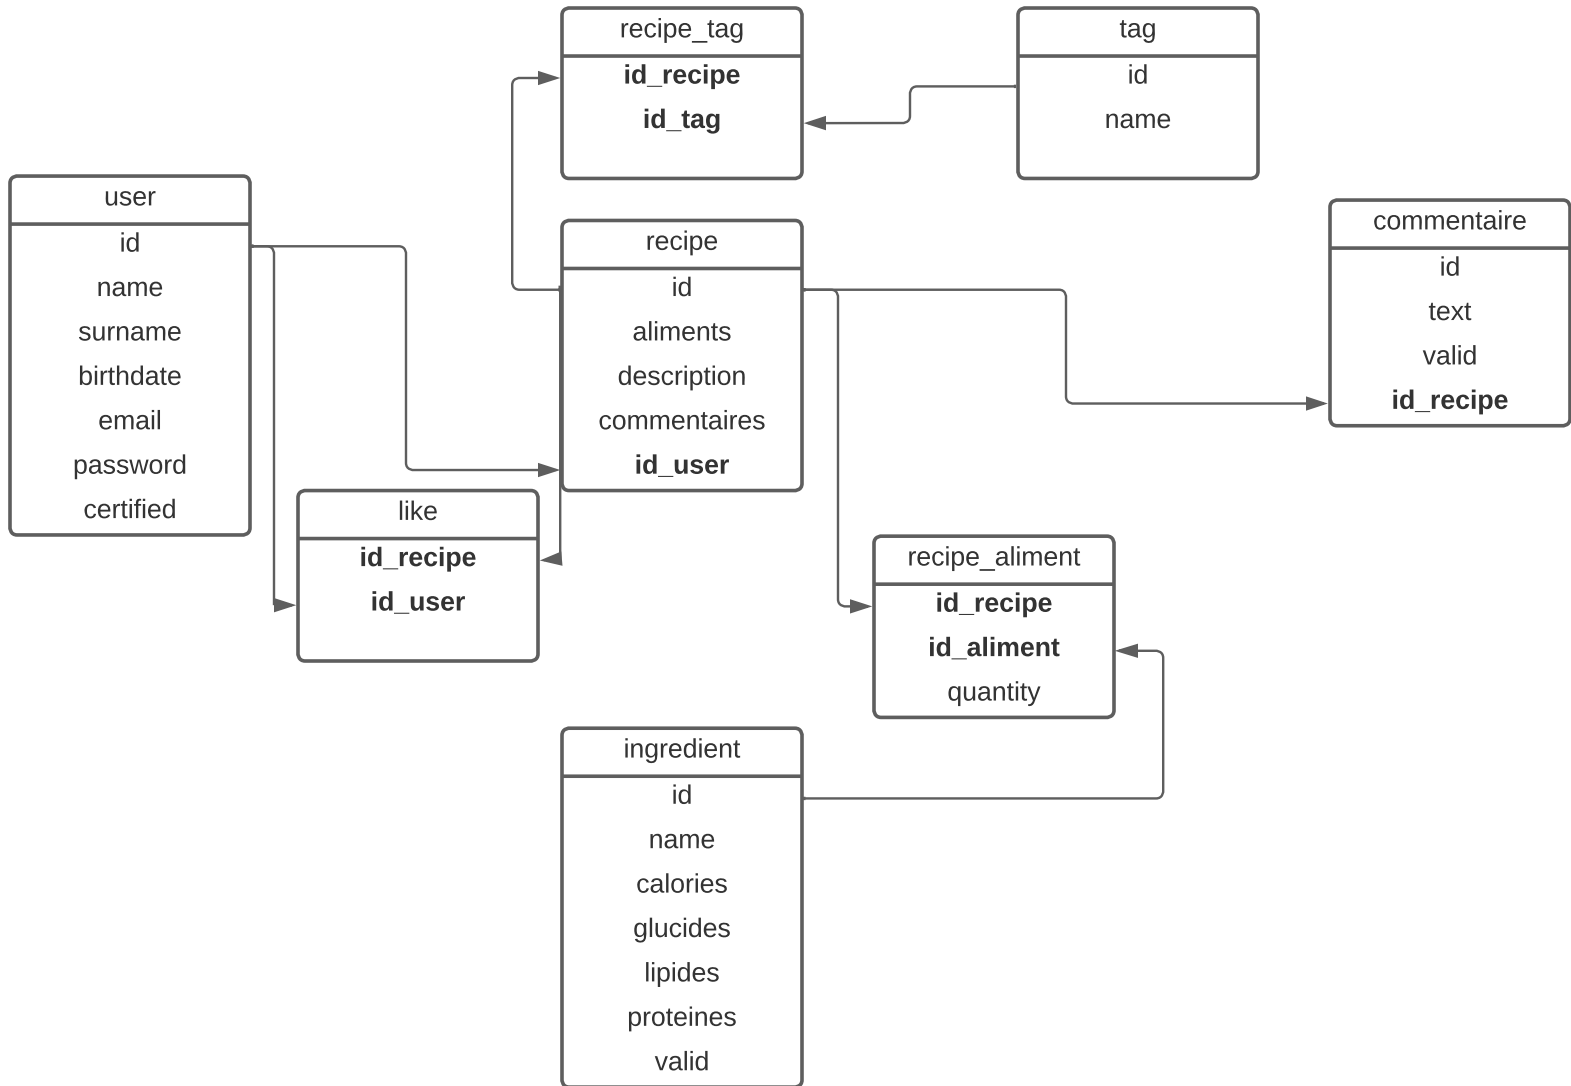 recipe_tag
id_recipe
id_tag
tag
id
name
user
id
name
surname
birthdate
email
password
certified
recipe
id
aliments
description
commentaires
id_user
commentaire
id
text
valid
id_recipe
like
id_recipe
id_user
recipe_aliment
id_recipe
id_aliment
quantity
ingredient
id
name
calories
glucides
lipides
proteines
valid